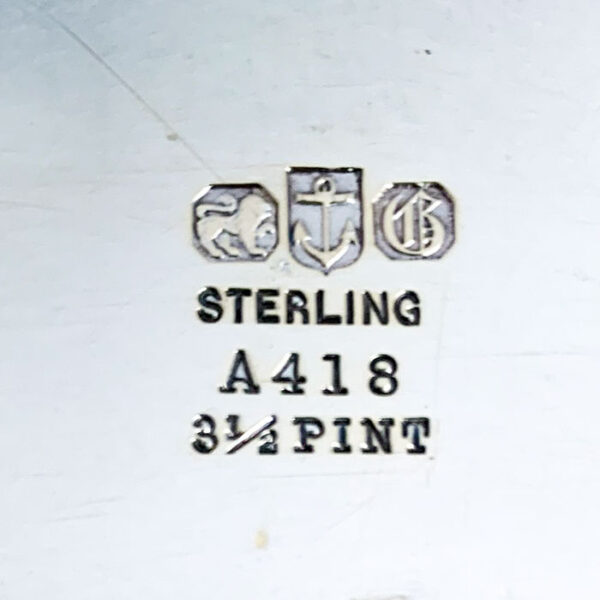 G
STERLING
A418
3½ PINT